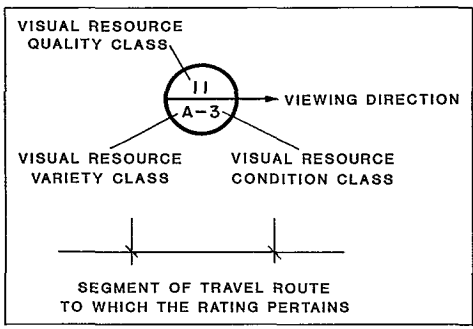 VISUAL RESOURCE
QUALITY CLASS
11
A-3
VIEWING DIRECTION
VISUAL RESOURCE
VARIETY CLASS
VISUAL RESOURCE
CONDITION CLASS
SEGMENT OF TRAVEL ROUTE
TO WHICH THE RATING PERTAINS